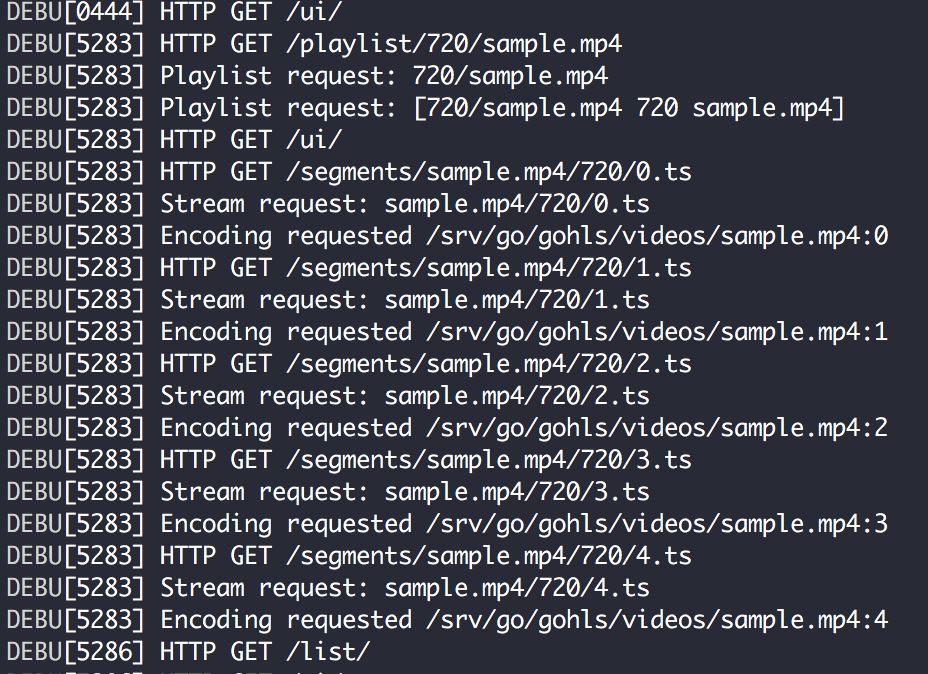 DEBU[0444] HTTP GET /ui/
DEBU[5283] HTTP GET /playlist/720/sample.mp4
DEBU[5283] Playlist request: 720/sample.mp4
DEBU[5283] Playlist request: [720/sample.mp4 720 sample.mp4]
DEBU[5283] HTTP GET /ui/
DEBU[5283] HTTP GET /segments/sample.mp4/720/0.ts
DEBU[5283] Stream request: sample.mp4/720/0.ts
DEBU[5283] Encoding requested /srv/go/gohls/videos/sample.mp4:0
DEBU[5283] HTTP GET /segments/sample.mp4/720/1.ts
DEBU[5283] Stream request: sample.mp4/720/1.ts
DEBU[5283] Encoding requested /srv/go/gohls/videos/sample.mp4:1
DEBU[5283] HTTP GET /segments/sample.mp4/720/2.ts
DEBU[5283] Stream request: sample.mp4/720/2.ts
DEBU[5283] Encoding requested /srv/go/gohls/videos/sample.mp4:2
DEBU[5283] HTTP GET /segments/sample.mp4/720/3.ts
DEBU[5283] Stream request: sample.mp4/720/3.ts
DEBU[5283] Encoding requested /srv/go/gohls/videos/sample.mp4:3
DEBU[5283] HTTP GET /segments/sample.mp4/720/4.ts
DEBU[5283] Stream request: sample.mp4/720/4.ts
DEBU[5283] Encoding requested /srv/go/gohls/videos/sample.mp4:4
DEBU[5286] HTTP GET /list/